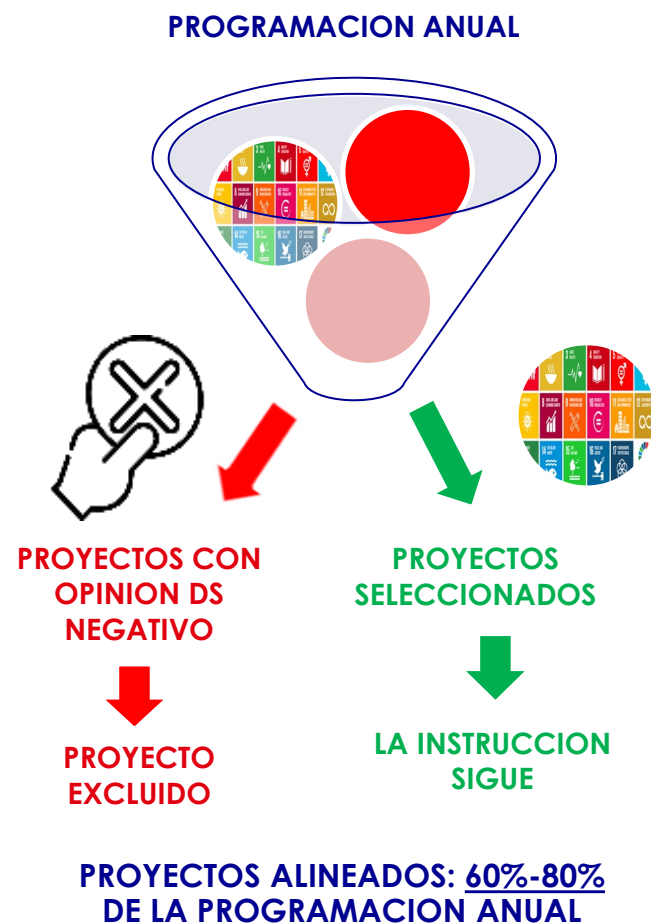 PROGRAMACION ANUAL
PROYECTOS CON
OPINION DS
NEGATIVO
PROYECTOS
SELECCIONADOS
PROYECTO
EXCLUIDO
LA INSTRUCCION
SIGUE
PROYECTOS ALINEADOS: 60%-80%
DE LA PROGRAMACION ANUAL